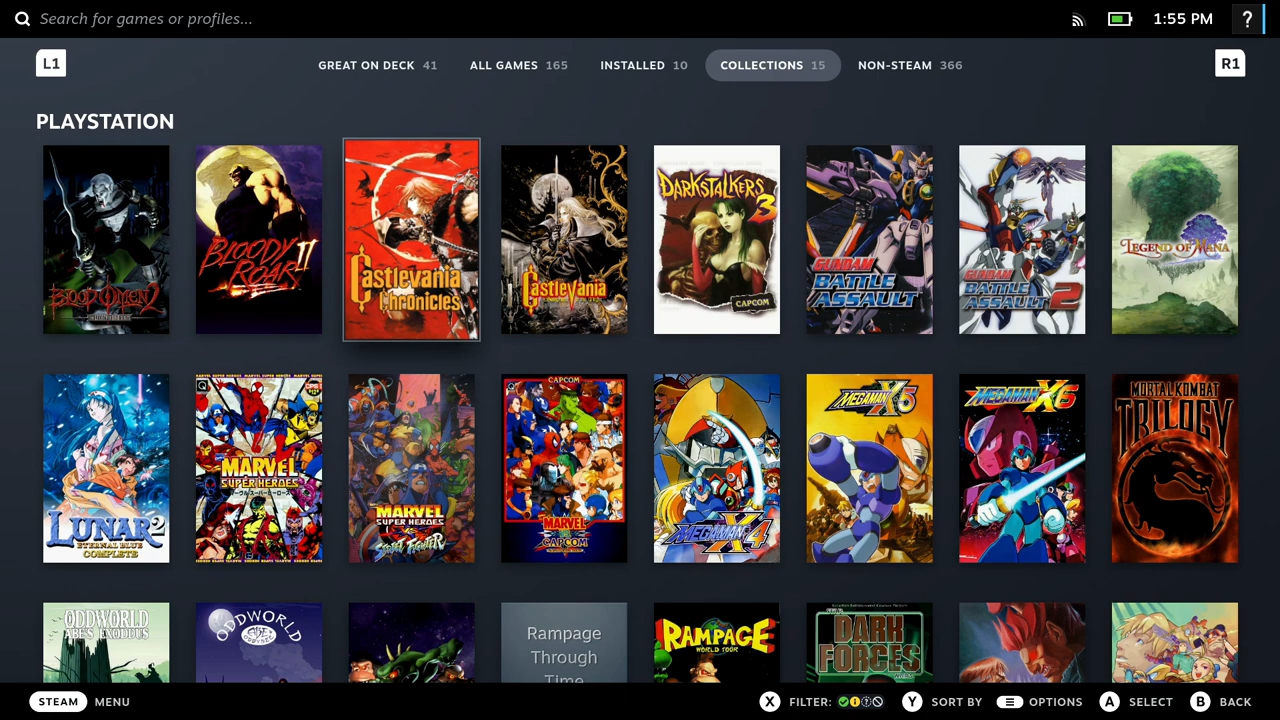 Search for games or profiles...
1:55 PM
?
L1
GREAT ON DECK 41
ALL GAMES 165
INSTALLED 10
COLLECTIONS 15
NON-STEAM 366
R1
PLAYSTATION
BLOOD OMEN 2
BLOODY ROAR II
Castlevania
Chronicles
Castlevania
DARKSTALKERS
3
CAPCOM
GUNDAM
BATTLE
ASSAULT
GUNDAM
BATTLE
ASSAULT 2
LEGEND OF MANA
LUNAR 2
ETERNAL BLUE
COMPLETE
MARVEL
SUPER HEROES
MARVEL
SUPER HEROES
VS
Street Fighter
CAPCOM
MARVEL
VS
CAPCOM
MEGAMAN X4
MEGAMAN X5
MEGAMAN X6
MORTAL KOMBAT
TRILOGY
ODDWORLD
ABE'S EXODDUS
ODDWORLD
Rampage
Through
Time
RAMPAGE
WORLD TOUR
STAR
DARK
FORCES
WARS
STEAM MENU
X FILTER:
Y SORT BY
OPTIONS
A SELECT
B BACK